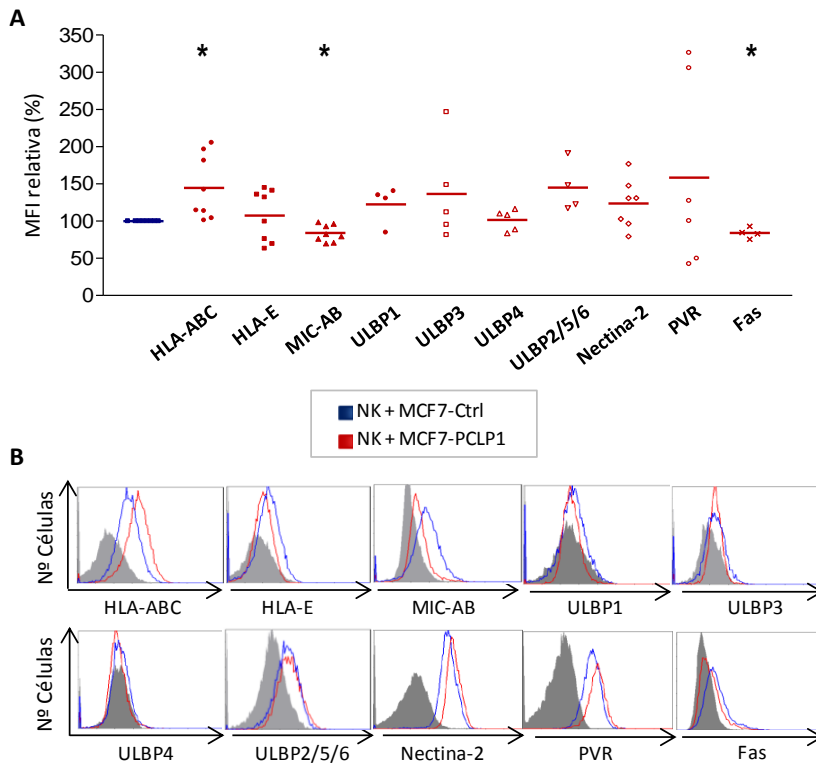 A
MFI relativa (%)
350
300
250
200
150
100
50
0
* * *
HLA-ABC HLA-E MIC-AB ULBP1 ULBP3 ULBP4 ULBP2/5/6 Nectina-2 PVR Fas
NK + MCF7-Ctrl
NK + MCF7-PCLP1
B
Nº Células
HLA-ABC HLA-E MIC-AB ULBP1 ULBP3
Nº Células
ULBP4 ULBP2/5/6 Nectina-2 PVR Fas